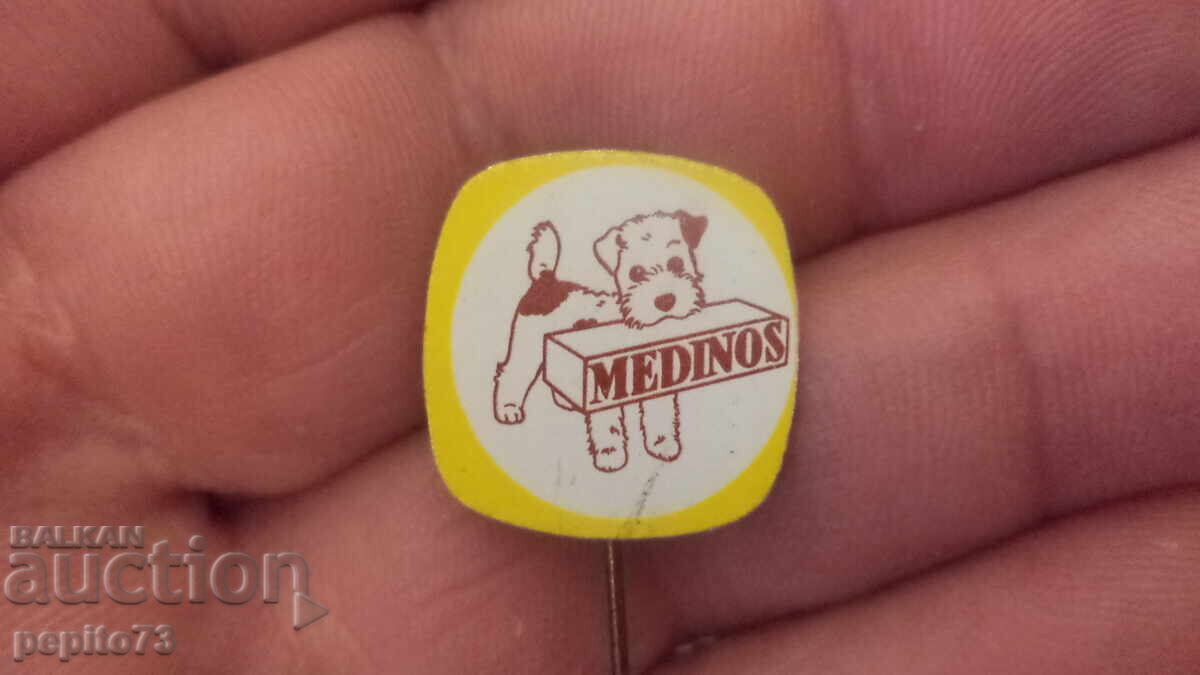 MEDINOS
BALKAN
auction
pepito73